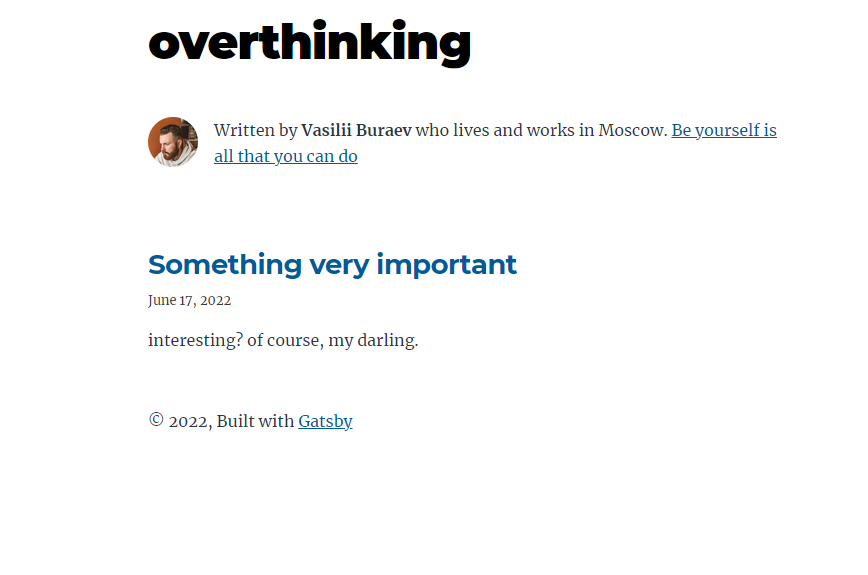 overthinking
Written by Vasilii Buraev who lives and works in Moscow. Be yourself is
all that you can do
Something very important
June 17, 2022
interesting? of course, my darling.
© 2022, Built with Gatsby